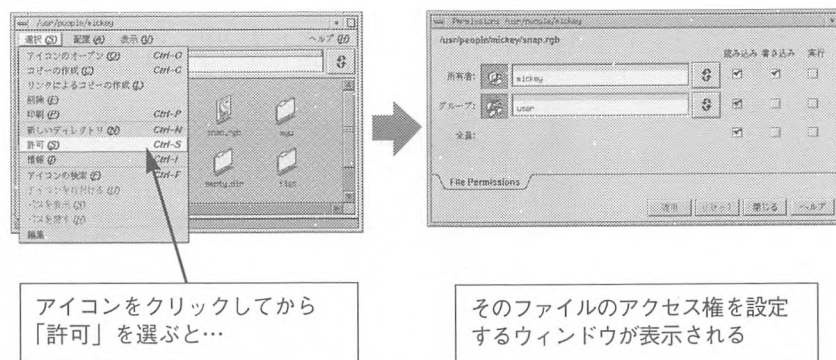 /usr/people/mickey
選択 (S) 配置 (A) 表示 (V) ヘルプ (H)
アイコンのオープン (O) Ctrl-O
コピーの作成 (C) Ctrl-C
リンクによるコピーの作成 (L)
削除 (E)
印刷 (P) Ctrl-P
新しいディレクトリ (N) Ctrl-N
許可 (S) Ctrl-S
情報 (I) Ctrl-I
アイコンの検索 (F) Ctrl-F
編集
snap.rgb
empty.dir
Permissions /usr/people/mickey
/usr/people/mickey/snap.rgb
読み込み 書き込み 実行
所有者: mickey
グループ: user
全員:
File Permissions
適用 リセット 閉じる ヘルプ
アイコンをクリックしてから
「許可」を選ぶと…
そのファイルのアクセス権を設定
するウィンドウが表示される